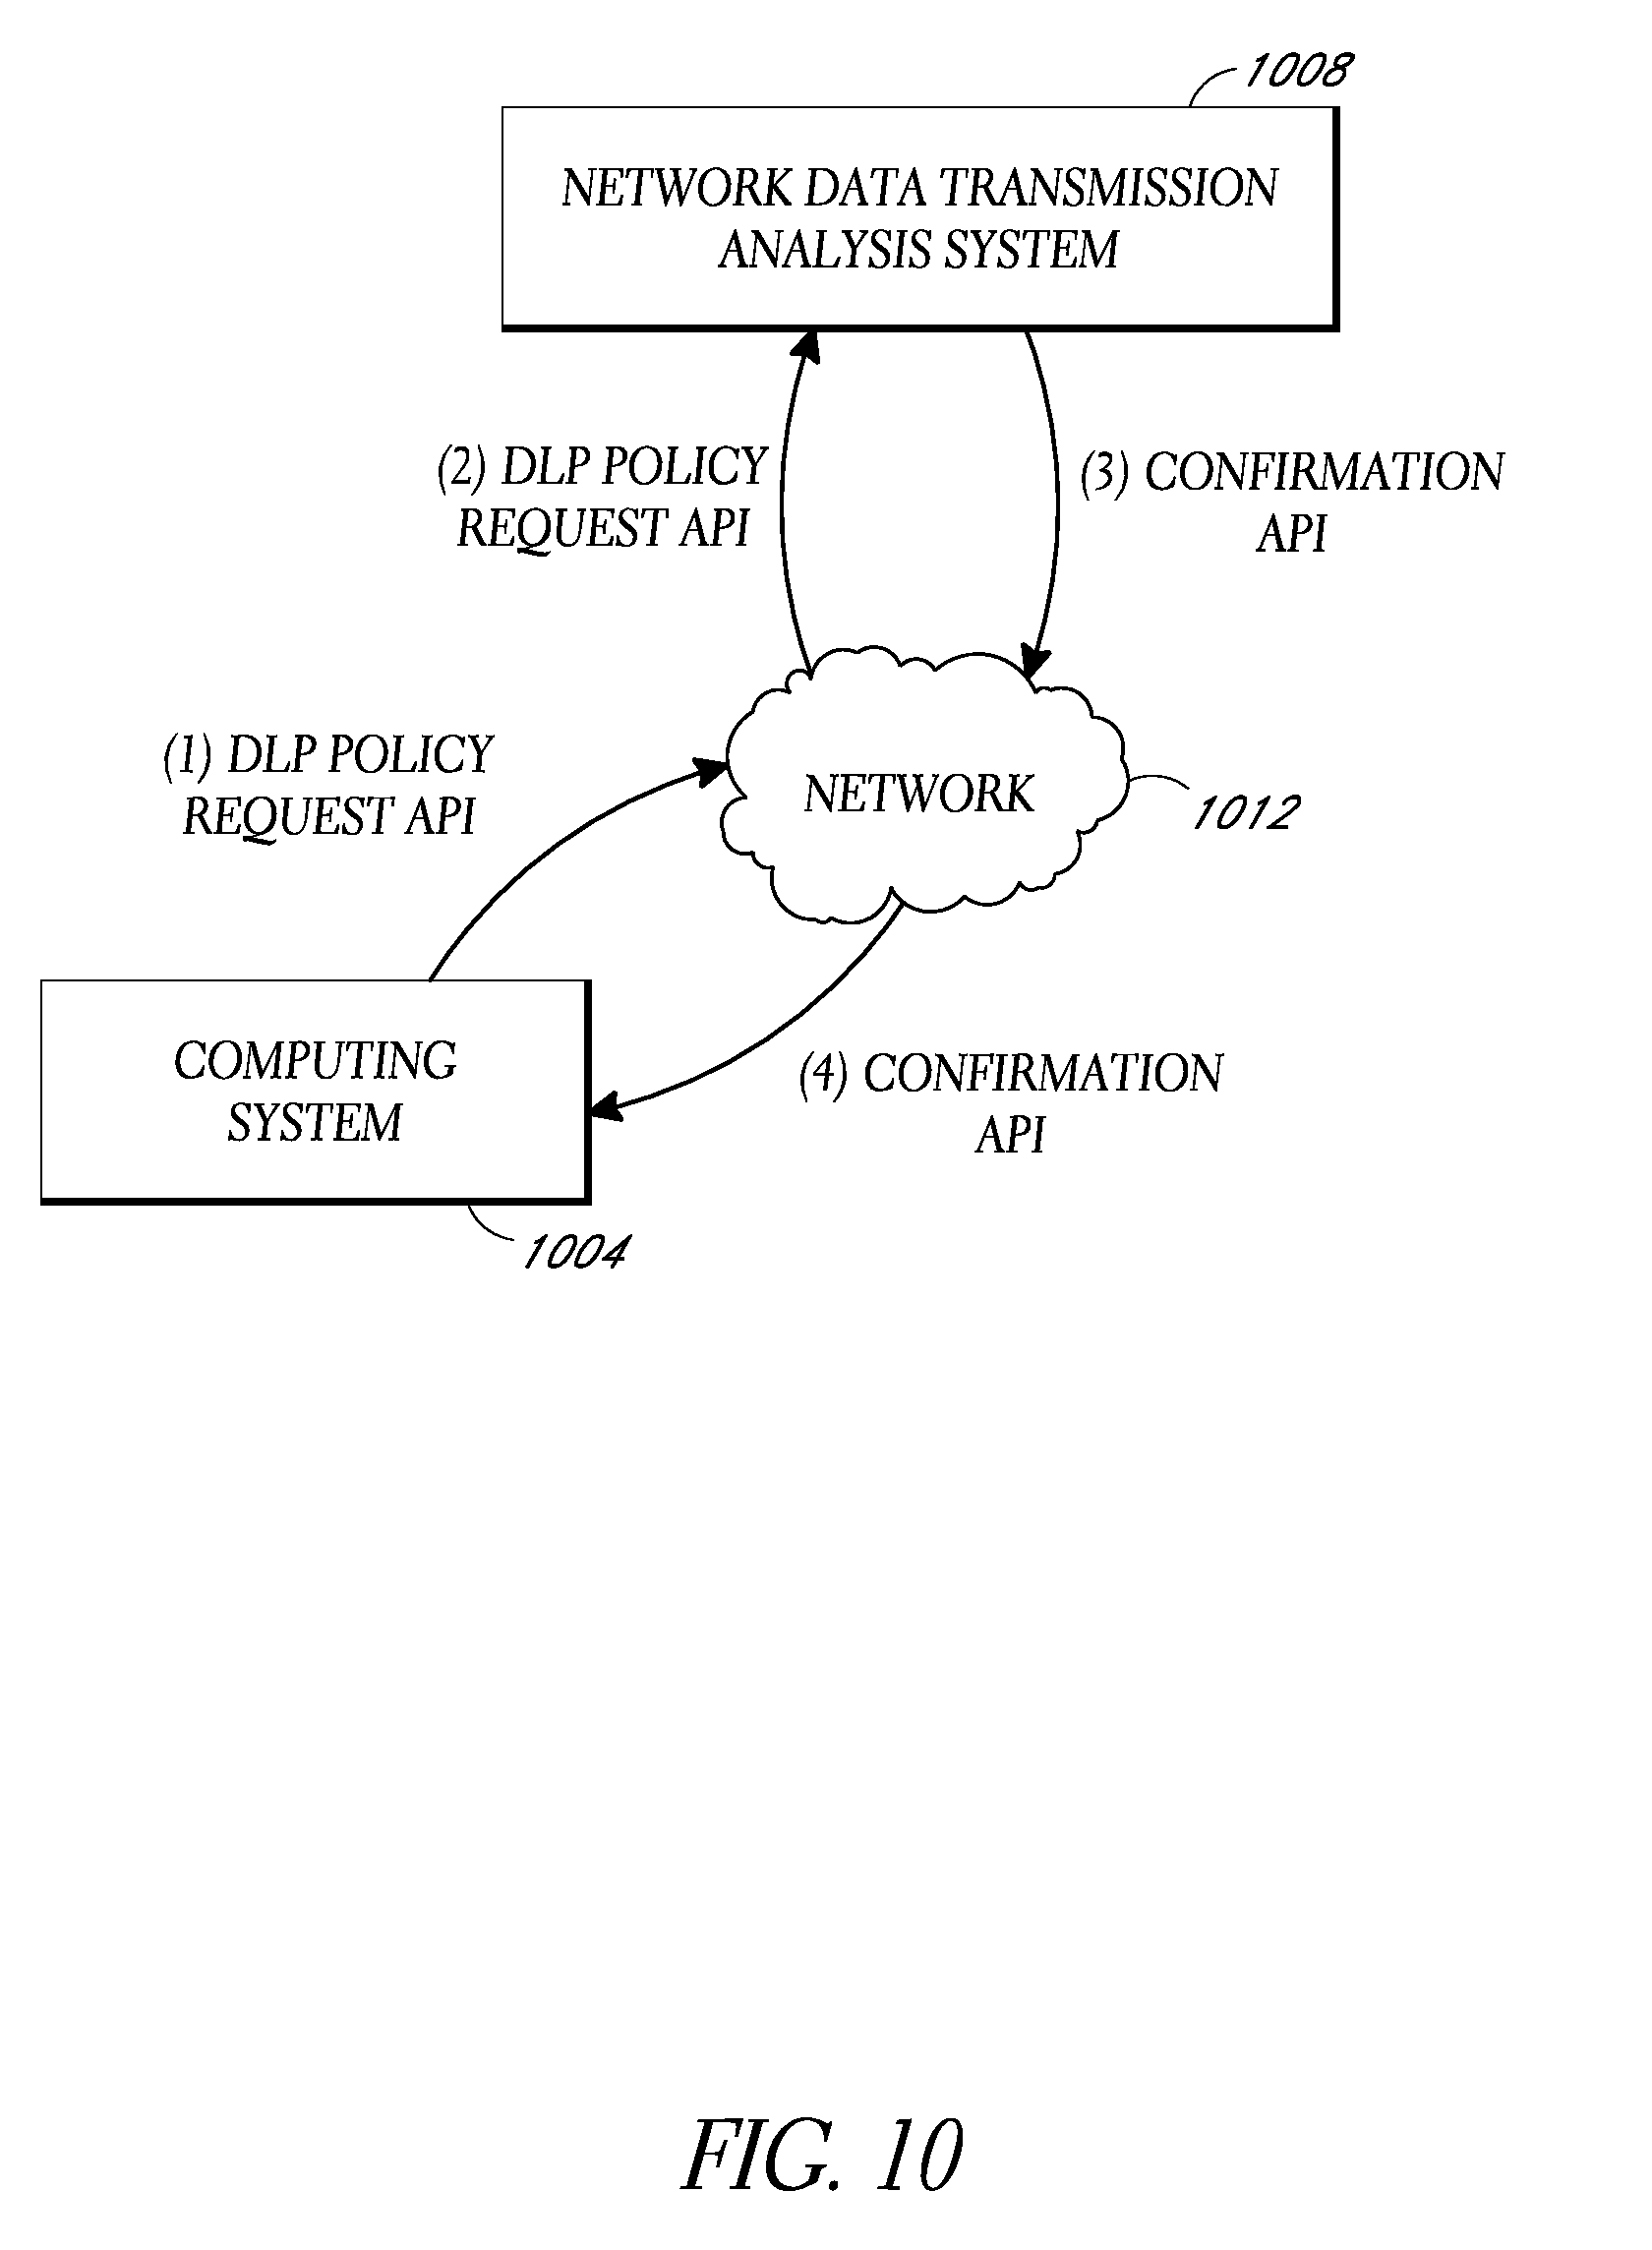 1008
NETWORK DATA TRANSMISSION
ANALYSIS SYSTEM
(2) DLP POLICY
REQUEST API
(3) CONFIRMATION
API
(1) DLP POLICY
REQUEST API
NETWORK
1012
COMPUTING
SYSTEM
(4) CONFIRMATION
API
1004
FIG. 10